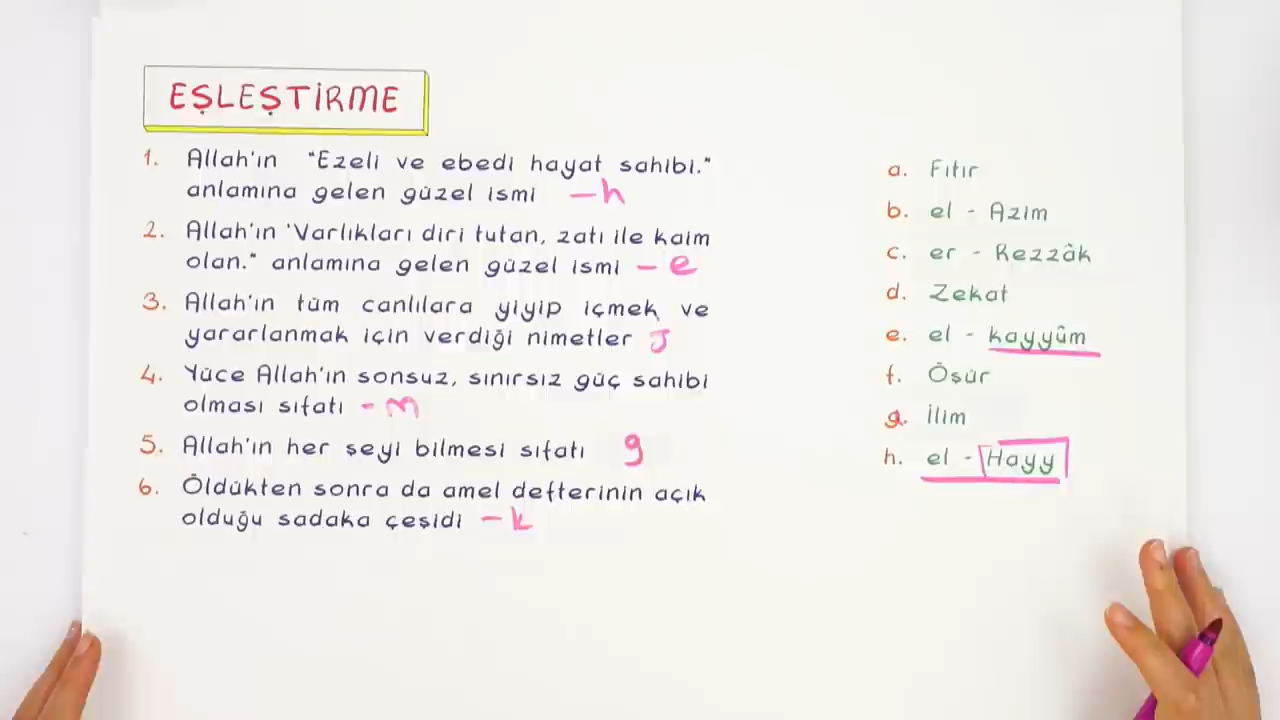 EŞLEŞTİRME
1. Allah'ın "Ezeli ve ebedi hayat sahibi."
anlamına gelen güzel ismi - h
2. Allah'ın 'Varlıkları diri tutan, zatı ile kaim
olan." anlamına gelen güzel ismi - e
3. Allah'ın tüm canlılara yiyip içmek ve
yararlanmak için verdiği nimetler J
4. Yüce Allah'ın sonsuz, sınırsız güç sahibi
olması sıfatı - m
5. Allah'ın her şeyi bilmesi sıfatı g
6. Öldükten sonra da amel defterinin açık
olduğu sadaka çeşidi - k
a. Fıtır
b. el - Azim
c. er - Rezzâk
d. Zekat
e. el - kayyûm
f. Öşür
g. İlim
h. el - Hayy